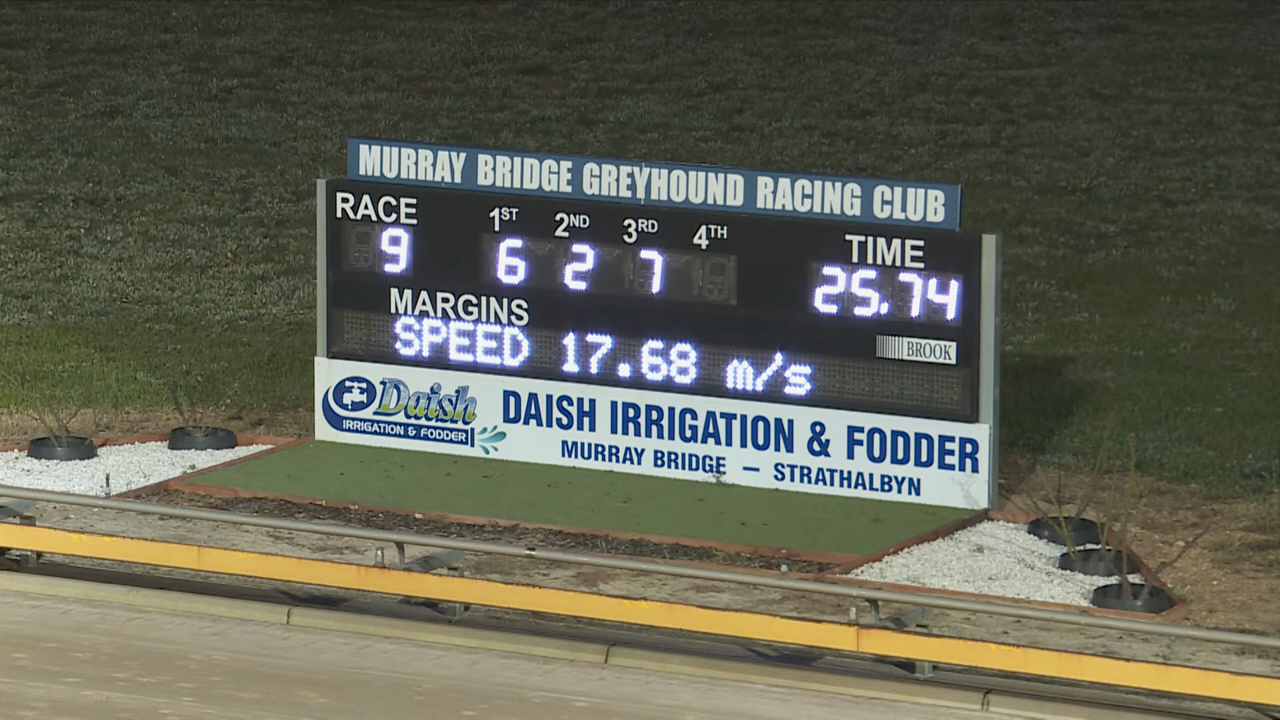 MURRAY BRIDGE GREYHOUND RACING CLUB
RACE 1ST 2ND 3RD 4TH TIME
9 6 2 7 25.74
MARGINS
SPEED 17.68 m/s
BROOK
Daish
IRRIGATION & FODDER
DAISH IRRIGATION & FODDER
MURRAY BRIDGE – STRATHALBYN